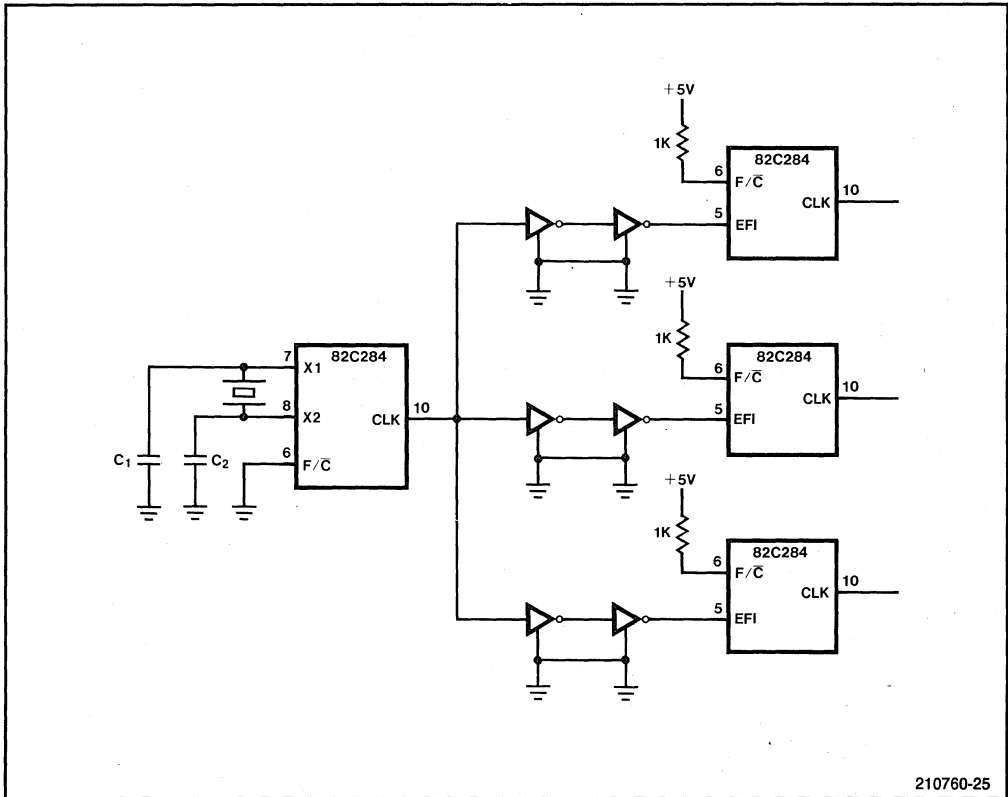 +5V
1K
82C284
6
F/C̅
CLK
10
5
EFI
+5V
1K
82C284
6
F/C̅
CLK
10
5
EFI
82C284
7
X1
8
X2
CLK
10
6
F/C̅
C₁
C₂
+5V
1K
82C284
6
F/C̅
CLK
10
5
EFI
210760-25